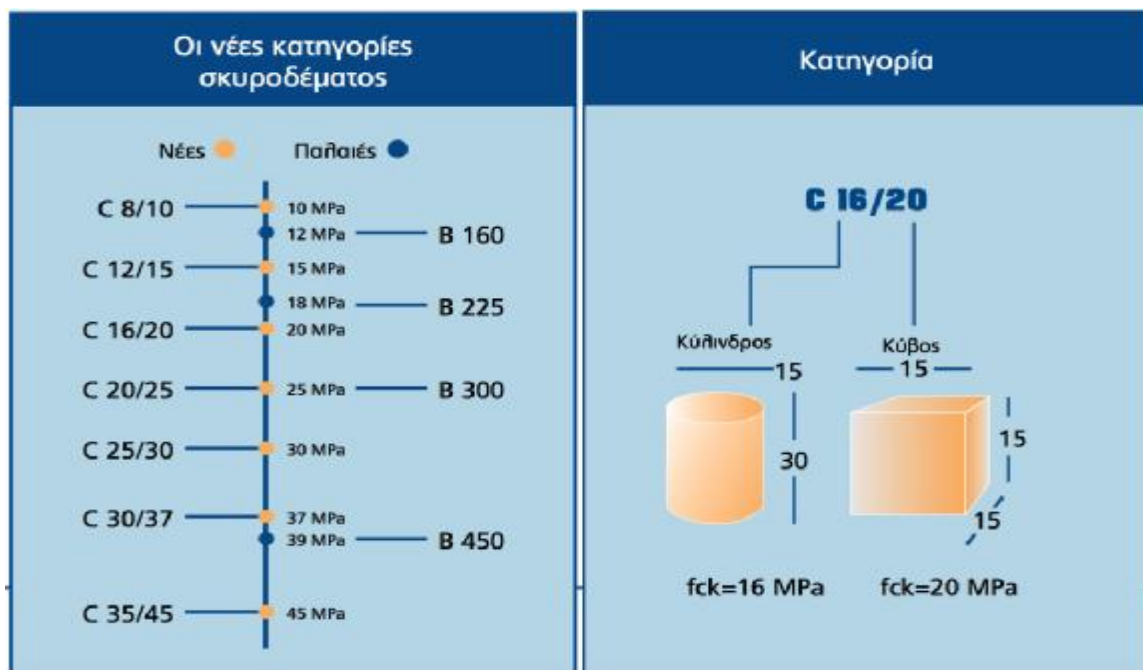 Οι νέες κατηγορίες
σκυροδέματος
Νέες
Παλαιές
C 8/10
10 MPa
12 MPa
B 160
C 12/15
15 MPa
18 MPa
B 225
C 16/20
20 MPa
C 20/25
25 MPa
B 300
C 25/30
30 MPa
C 30/37
37 MPa
39 MPa
B 450
C 35/45
45 MPa
Κατηγορία
C 16/20
Κύλινδρος
15
30
fck=16 MPa
Κύβος
15
15
15
fck=20 MPa